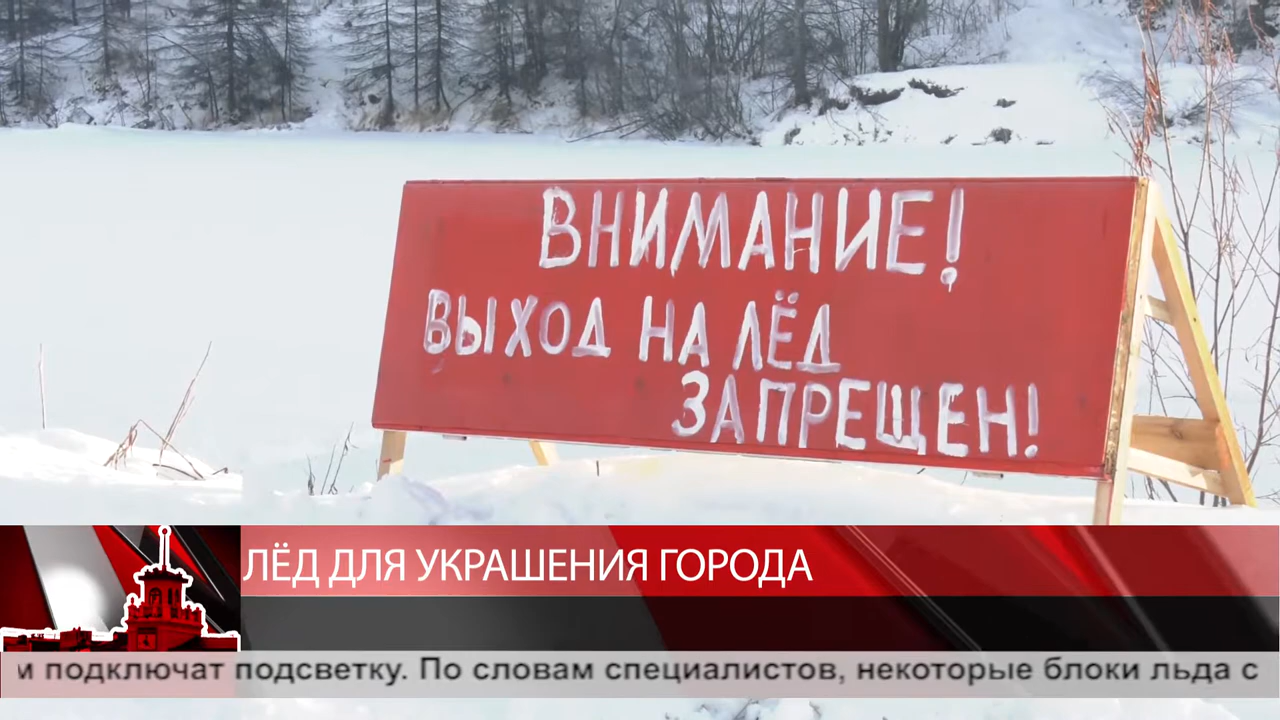 ВНИМАНИЕ!
ВЫХОД НА ЛЁД
ЗАПРЕЩЕН!
ЛЁД ДЛЯ УКРАШЕНИЯ ГОРОДА
и подключат подсветку. По словам специалистов, некоторые блоки льда с